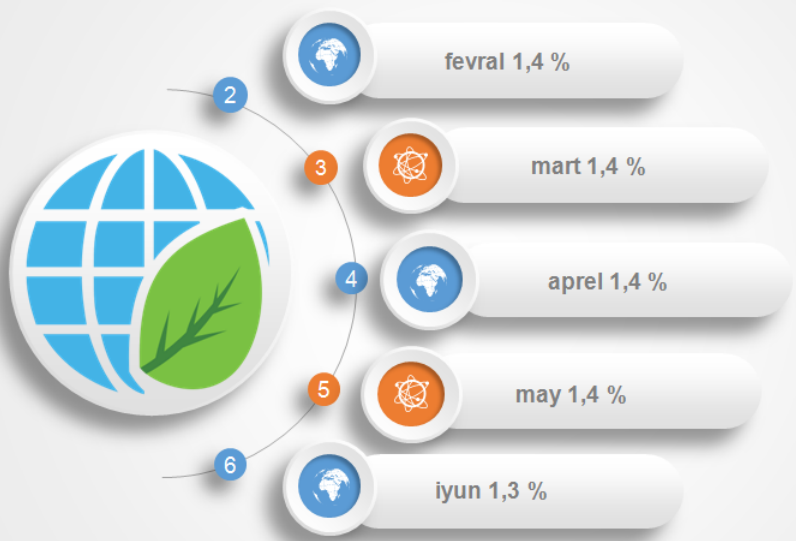 2
fevral 1,4 %
3
mart 1,4 %
4
aprel 1,4 %
5
may 1,4 %
6
iyun 1,3 %